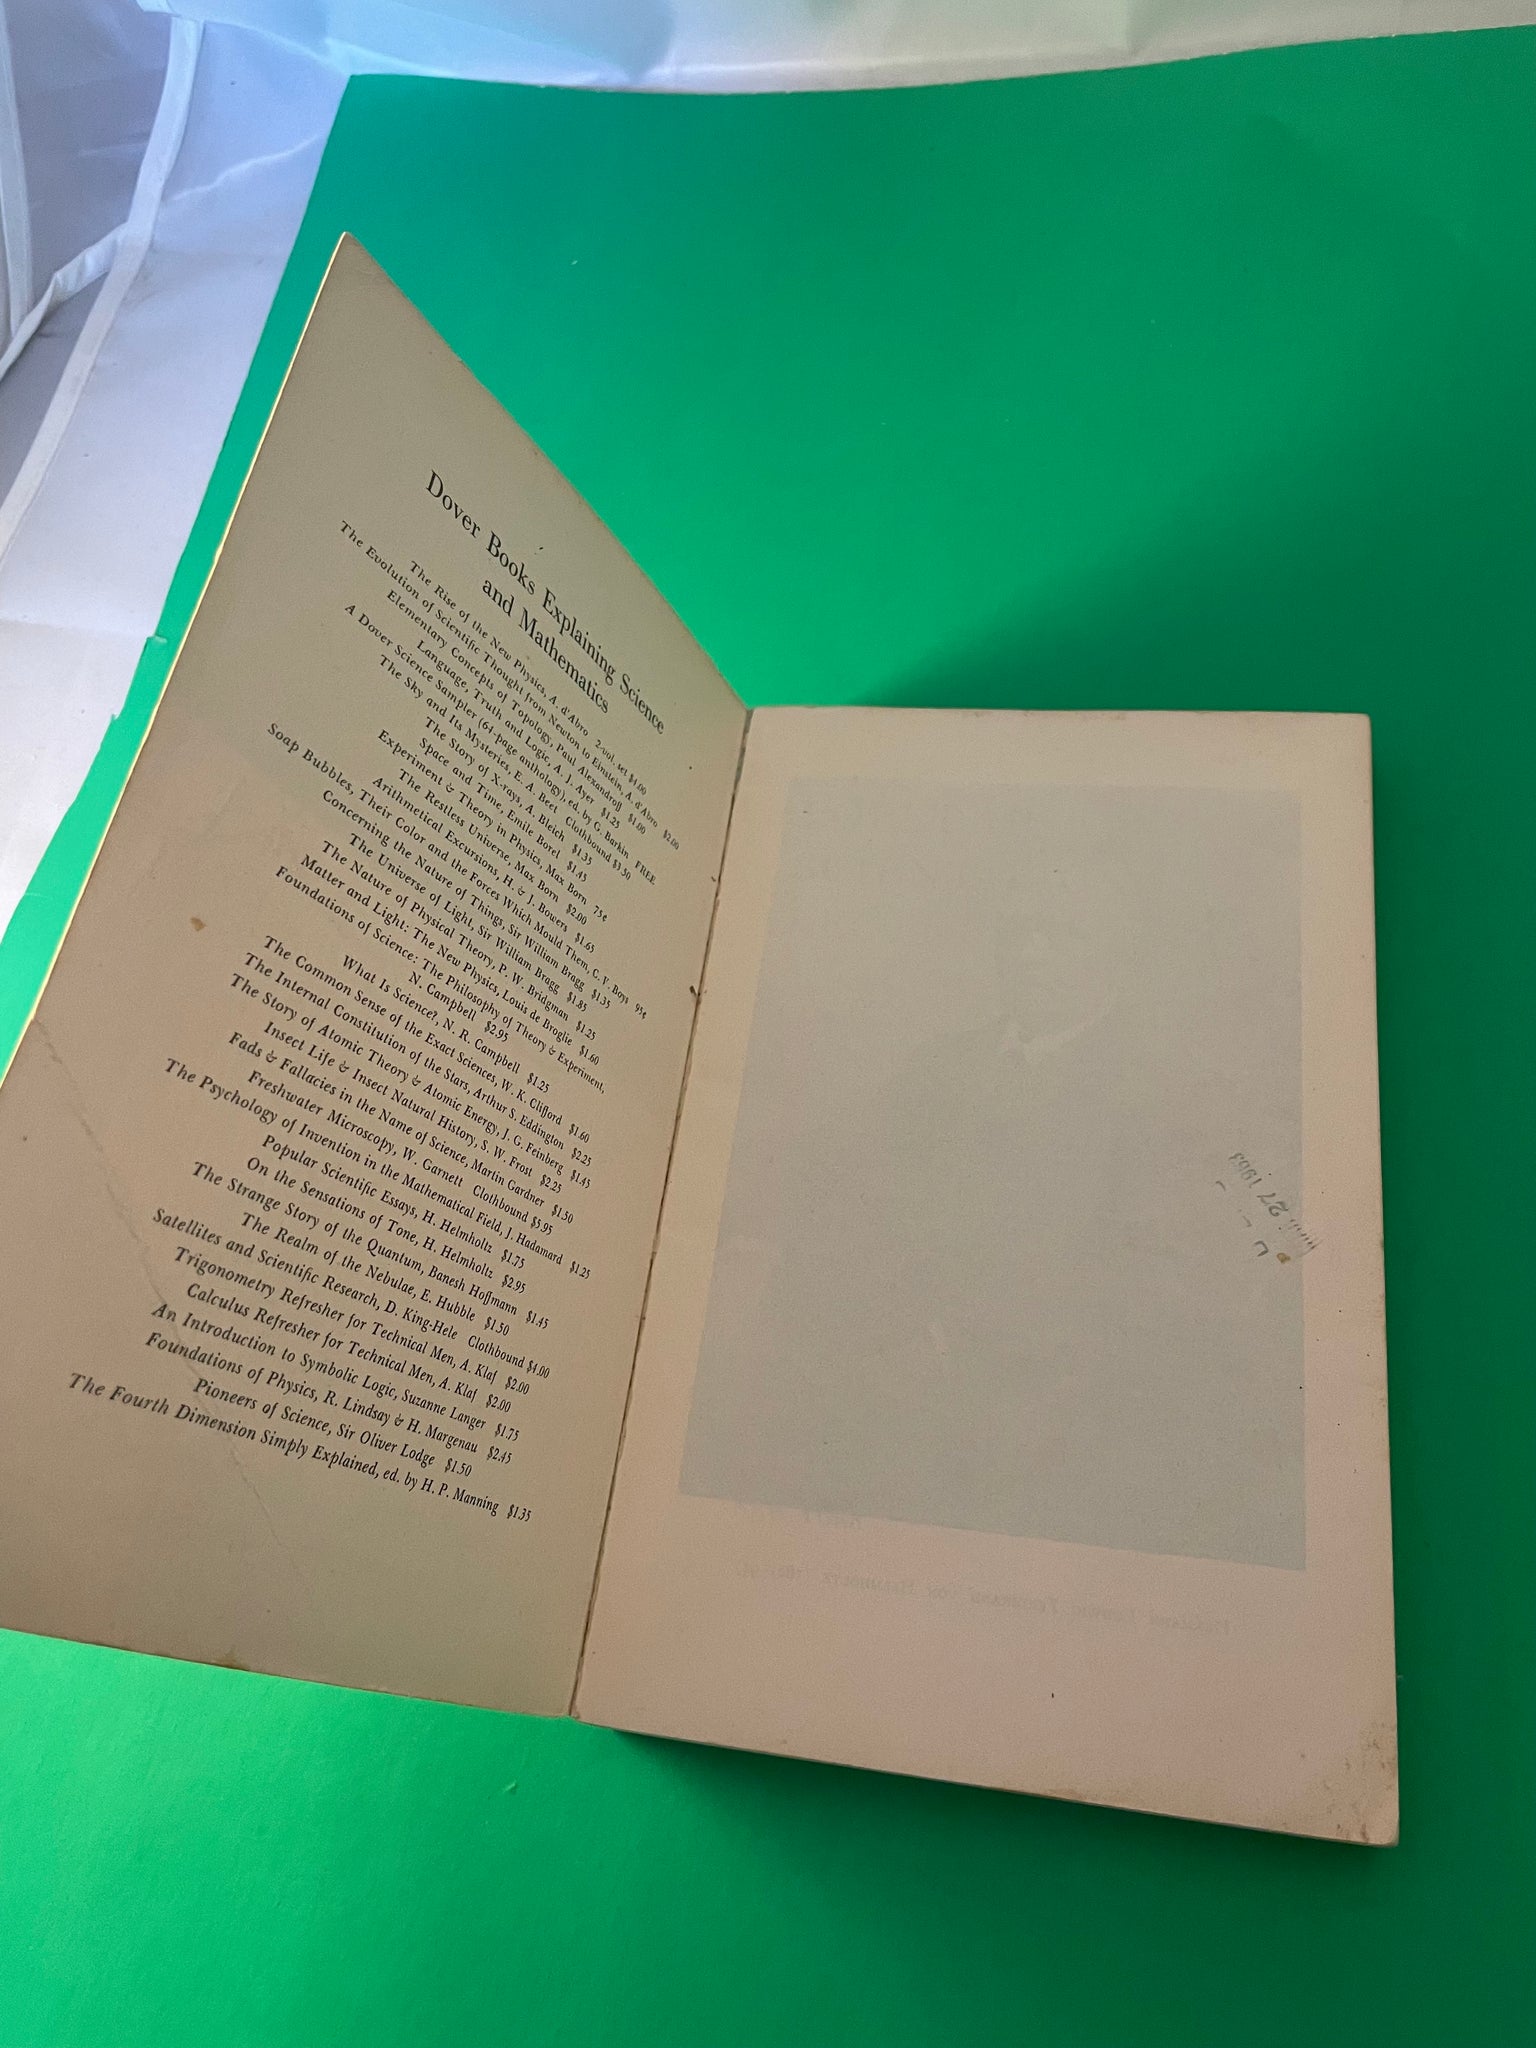 Dover Books Explaining Science
and Mathematics
The Rise of the New Physics, A. d'Abro 2-vol. set $4.00
The Evolution of Scientific Thought from Newton to Einstein, A. d'Abro $2.00
Elementary Concepts of Topology, Paul Alexandroff $1.00
Language, Truth and Logic, A. J. Ayer $1.25
A Dover Science Sampler (64-page anthology), ed. by G. Barkin FREE
The Sky and Its Mysteries, E. A. Beet Clothbound $3.50
The Story of X-rays, A. Bleich $1.35
Space and Time, Emile Borel $1.45
Experiment & Theory in Physics, Max Born 75¢
The Restless Universe, Max Born $2.00
Arithmetical Excursions, H. & J. Bowers $1.65
Soap Bubbles, Their Color and the Forces Which Mould Them, C. V. Boys 95¢
Concerning the Nature of Things, Sir William Bragg $1.35
The Universe of Light, Sir William Bragg $1.85
The Nature of Physical Theory, P. W. Bridgman $1.25
Matter and Light: The New Physics, Louis de Broglie $1.60
Foundations of Science: The Philosophy of Theory & Experiment,
N. Campbell $2.95
What Is Science?, N. R. Campbell $1.25
The Common Sense of the Exact Sciences, W. K. Clifford $1.60
The Internal Constitution of the Stars, Arthur S. Eddington $2.25
The Story of Atomic Theory & Atomic Energy, J. G. Feinberg $1.45
Insect Life & Insect Natural History, S. W. Frost $2.25
Fads & Fallacies in the Name of Science, Martin Gardner $1.50
Freshwater Microscopy, W. Garnett Clothbound $3.95
The Psychology of Invention in the Mathematical Field, J. Hadamard $1.25
Popular Scientific Essays, H. Helmholtz $1.75
On the Sensations of Tone, H. Helmholtz $2.95
The Strange Story of the Quantum, Banesh Hoffmann $1.45
The Realm of the Nebulae, E. Hubble $1.50
Satellites and Scientific Research, D. King-Hele Clothbound $4.00
Trigonometry Refresher for Technical Men, A. Klaf $2.00
Calculus Refresher for Technical Men, A. Klaf $2.00
An Introduction to Symbolic Logic, Suzanne Langer $1.75
Foundations of Physics, R. Lindsay & H. Margenau $2.45
Pioneers of Science, Sir Oliver Lodge $1.50
The Fourth Dimension Simply Explained, ed. by H. P. Manning $1.35
27 1963